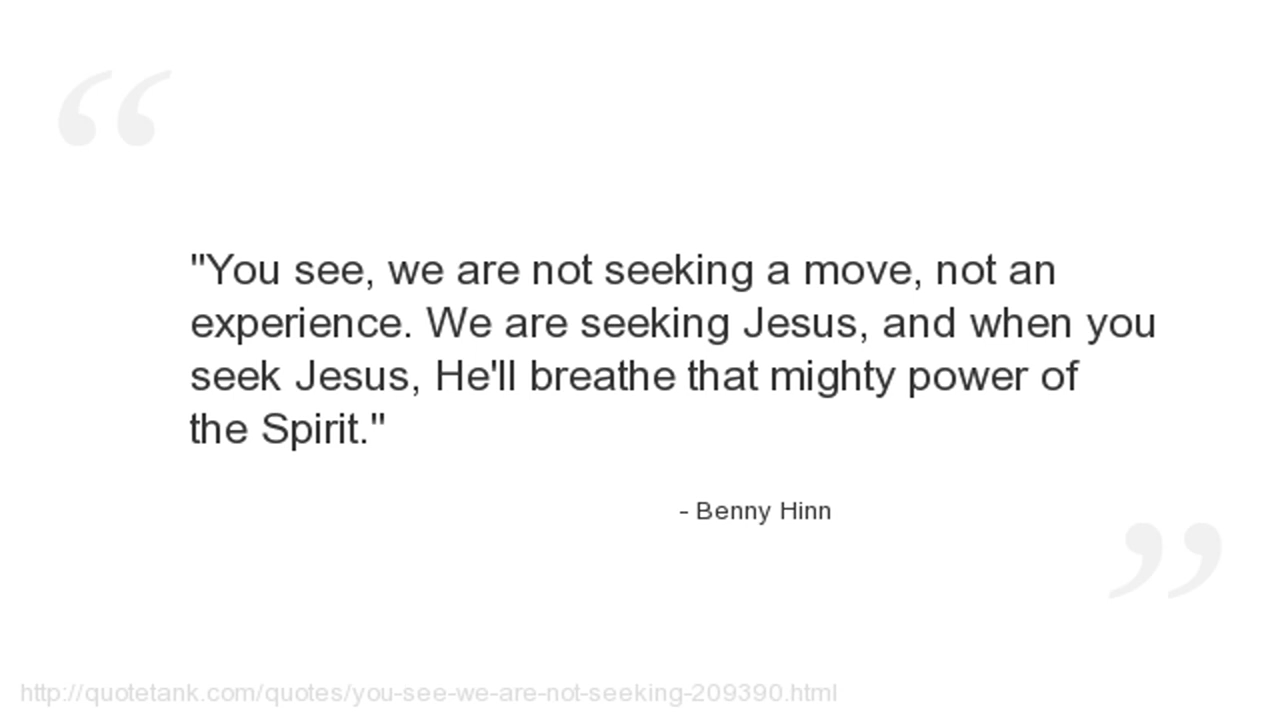 "You see, we are not seeking a move, not an
experience. We are seeking Jesus, and when you
seek Jesus, He'll breathe that mighty power of
the Spirit."
- Benny Hinn
http://quotetank.com/quotes/you-see-we-are-not-seeking-209390.html